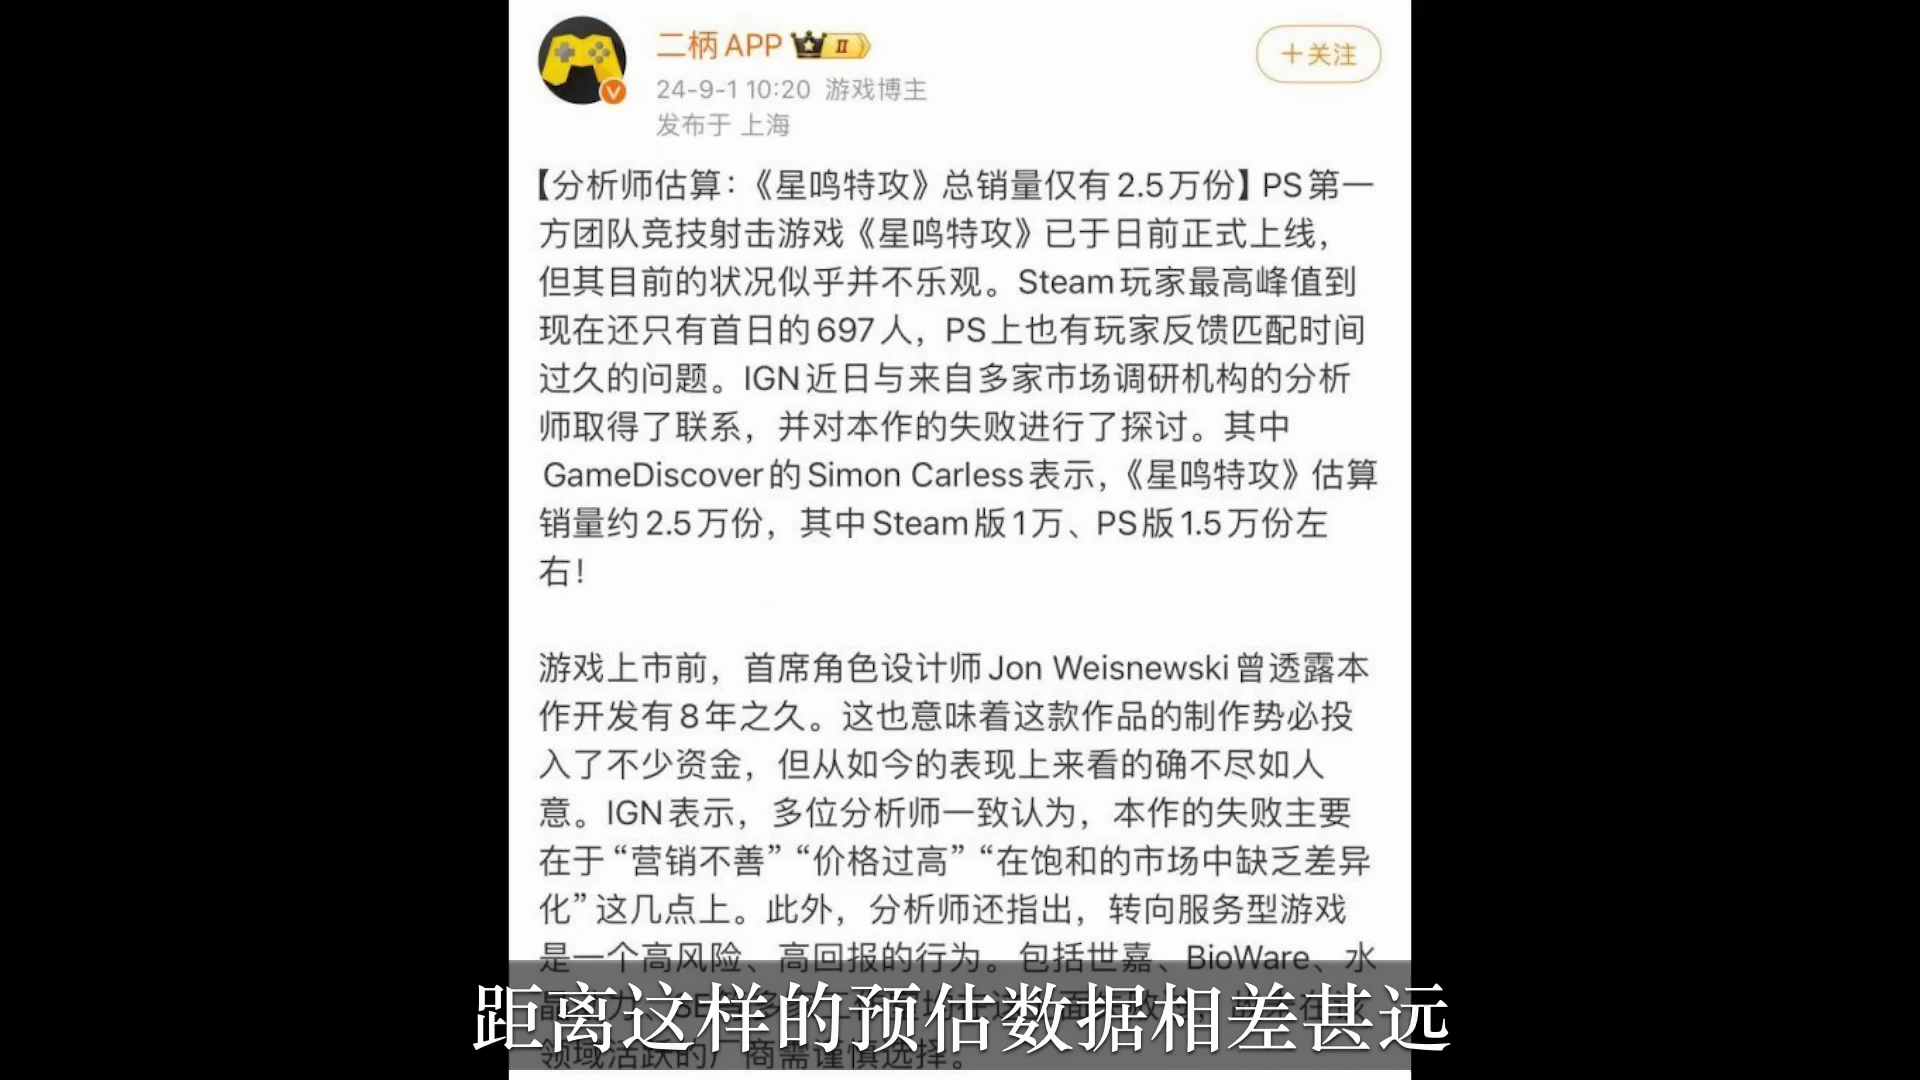 二柄APP II
24-9-1 10:20 游戏博主
发布于 上海
+关注
【分析师估算：《星鸣特攻》总销量仅有2.5万份】PS第一
方团队竞技射击游戏《星鸣特攻》已于日前正式上线，
但其目前的状况似乎并不乐观。Steam玩家最高峰值到
现在还只有首日的697人，PS上也有玩家反馈匹配时间
过久的问题。IGN近日与来自多家市场调研机构的分析
师取得了联系，并对本作的失败进行了探讨。其中
GameDiscover的Simon Carless表示，《星鸣特攻》估算
销量约2.5万份，其中Steam版1万、PS版1.5万份左
右！
游戏上市前，首席角色设计师Jon Weisnewski曾透露本
作开发有8年之久。这也意味着这款作品的制作势必投
入了不少资金，但从如今的表现上来看的确不尽如人
意。IGN表示，多位分析师一致认为，本作的失败主要
在于“营销不善”“价格过高”“在饱和的市场中缺乏差异
化”这几点上。此外，分析师还指出，转向服务型游戏
是一个高风险、高回报的行为。包括世嘉、BioWare、水
领域活跃的厂商需谨慎选择。
距离这样的预估数据相差甚远